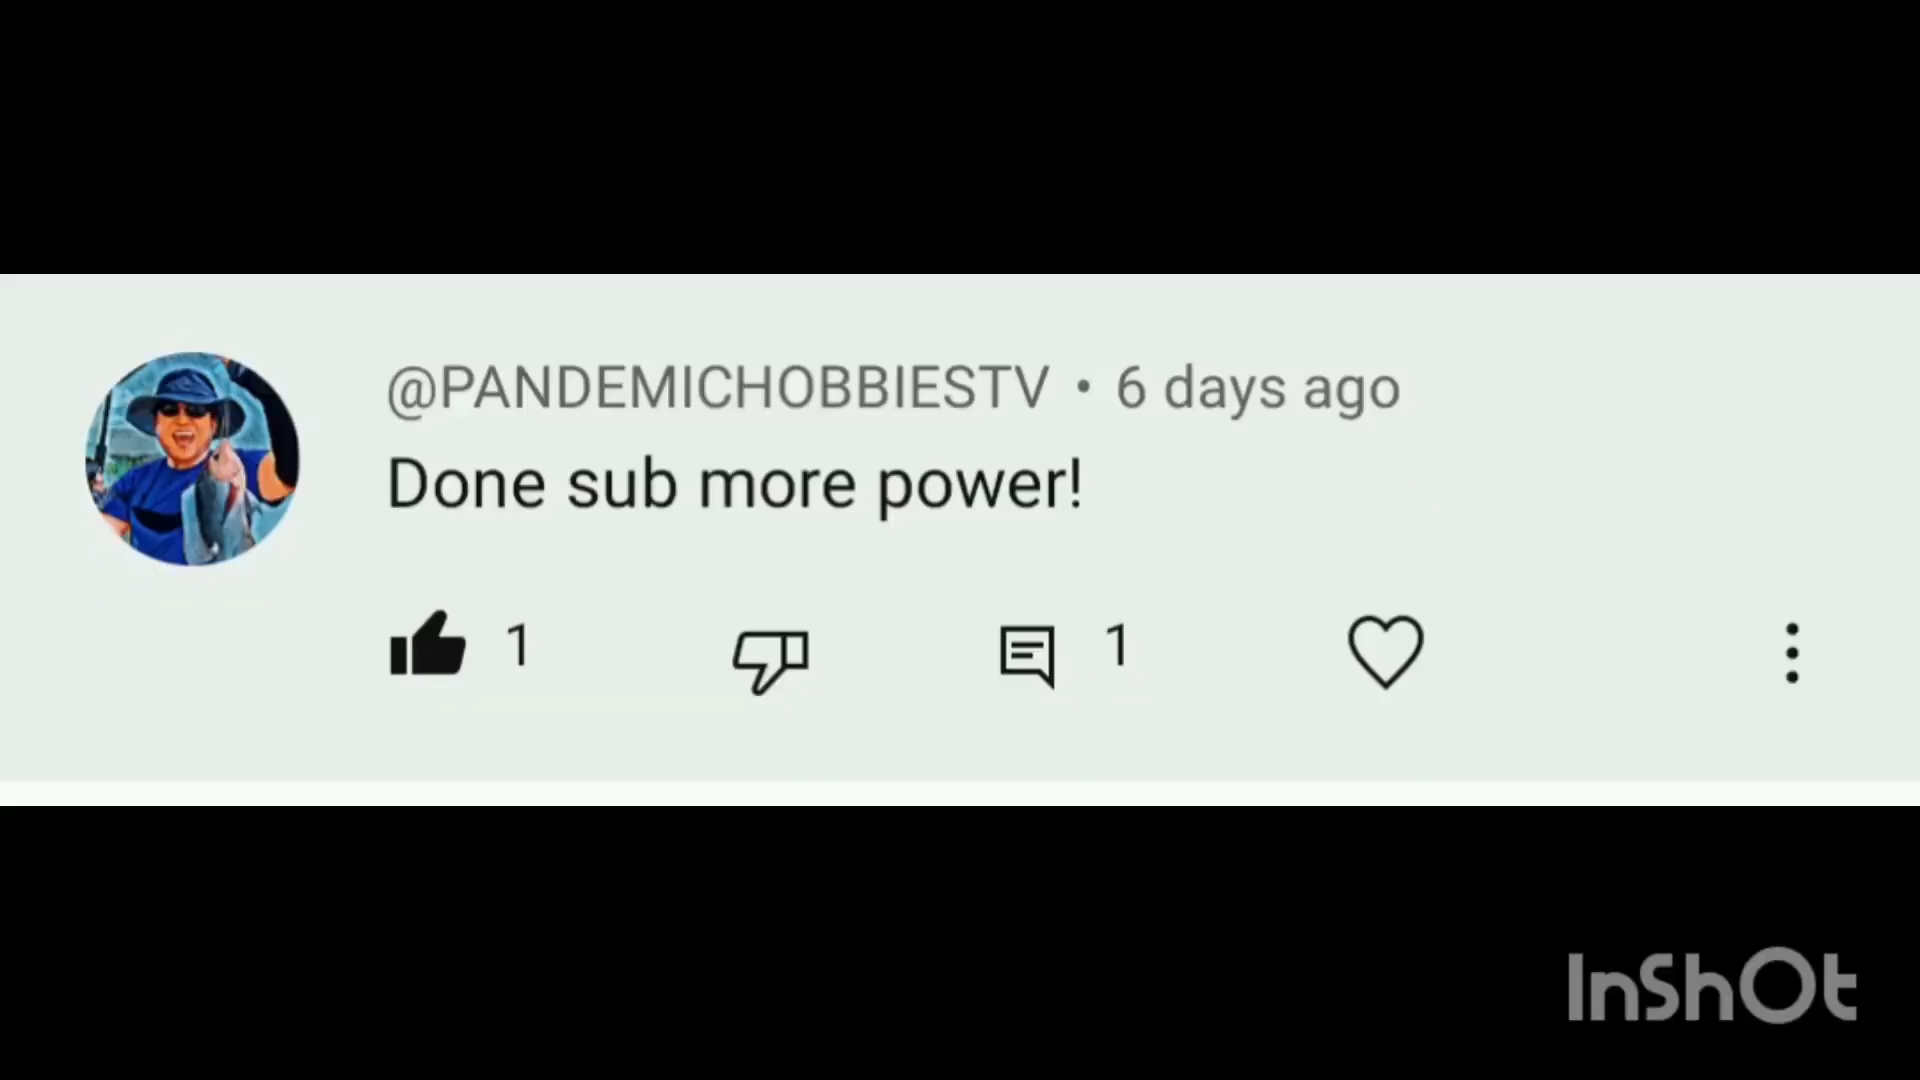 @PANDEMICHOBBIESTV • 6 days ago
Done sub more power!
1 1
InShOt